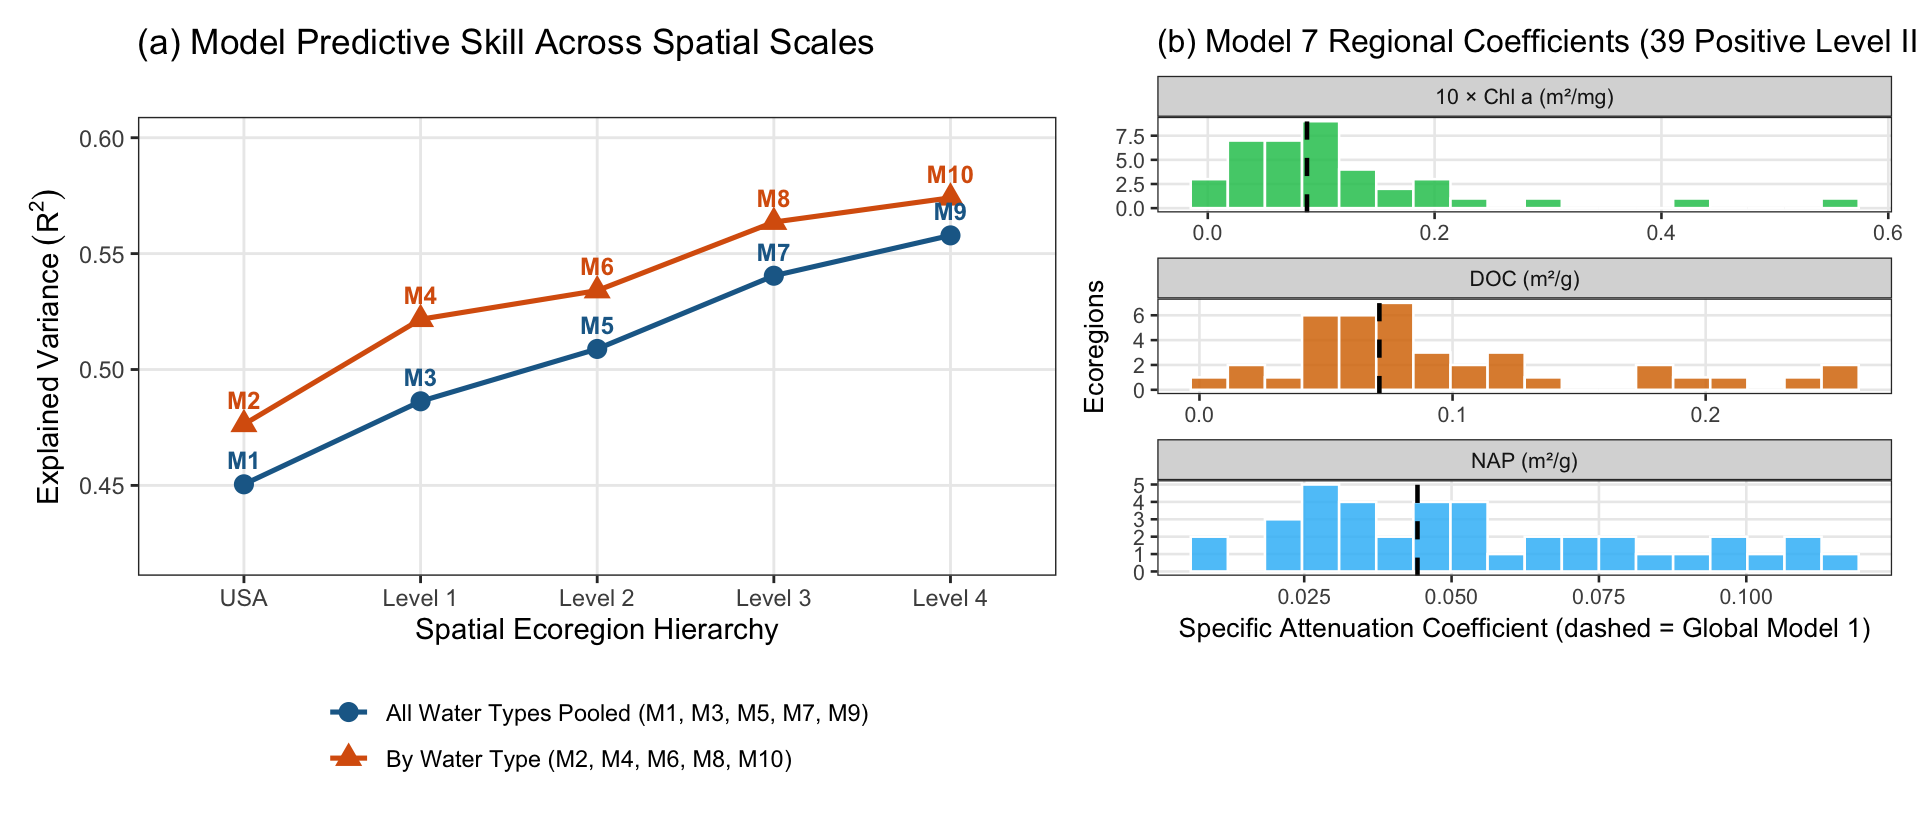 (a) Model Predictive Skill Across Spatial Scales
Explained Variance (R²)
0.60
0.55
0.50
0.45
M2
M4
M6
M8
M10
M1
M3
M5
M7
M9
USA
Level 1
Level 2
Level 3
Level 4
Spatial Ecoregion Hierarchy
All Water Types Pooled (M1, M3, M5, M7, M9)
By Water Type (M2, M4, M6, M8, M10)
(b) Model 7 Regional Coefficients (39 Positive Level II
Ecoregions
10 × Chl a (m²/mg)
7.5
5.0
2.5
0.0
0.0
0.2
0.4
0.6
DOC (m²/g)
6
4
2
0
0.0
0.1
0.2
NAP (m²/g)
5
4
3
2
1
0
0.025
0.050
0.075
0.100
Specific Attenuation Coefficient (dashed = Global Model 1)